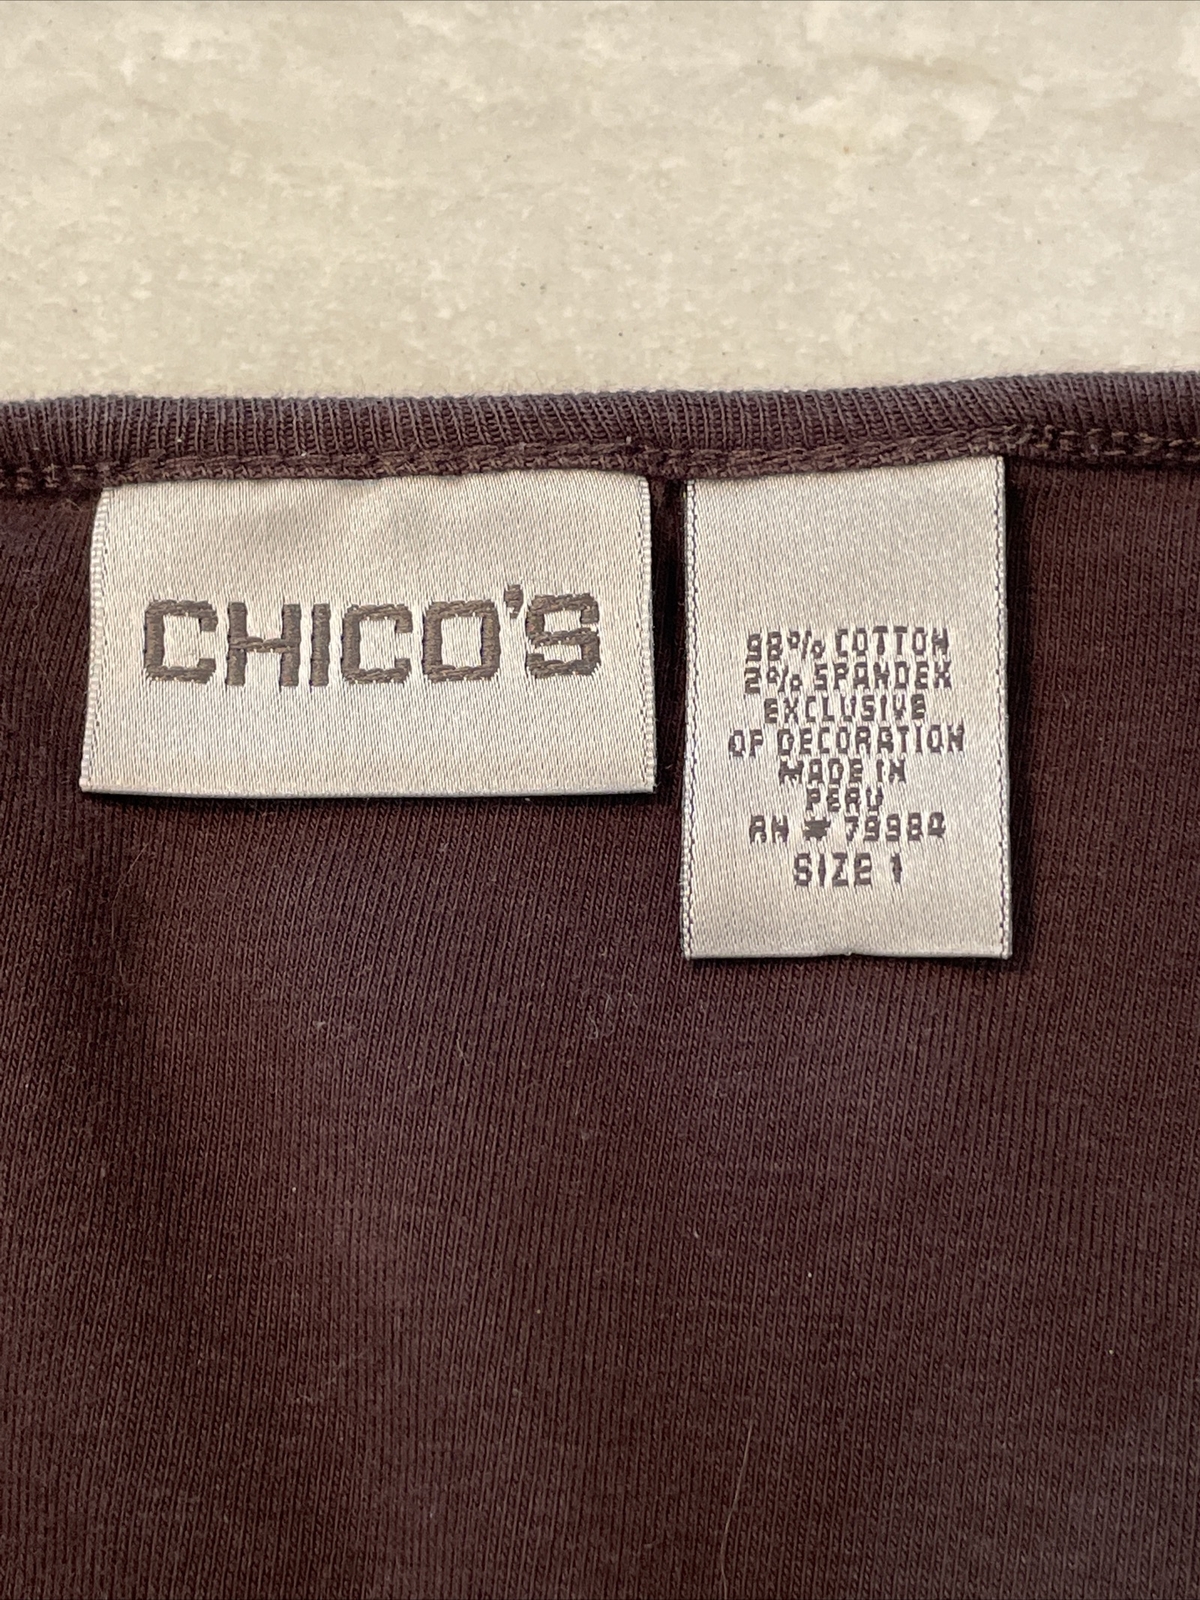 CHICO'S
98% COTTON
2% SPANDEX
EXCLUSIVE
OF DECORATION
MADE IN
PERU
RN # 79984
SIZE 1